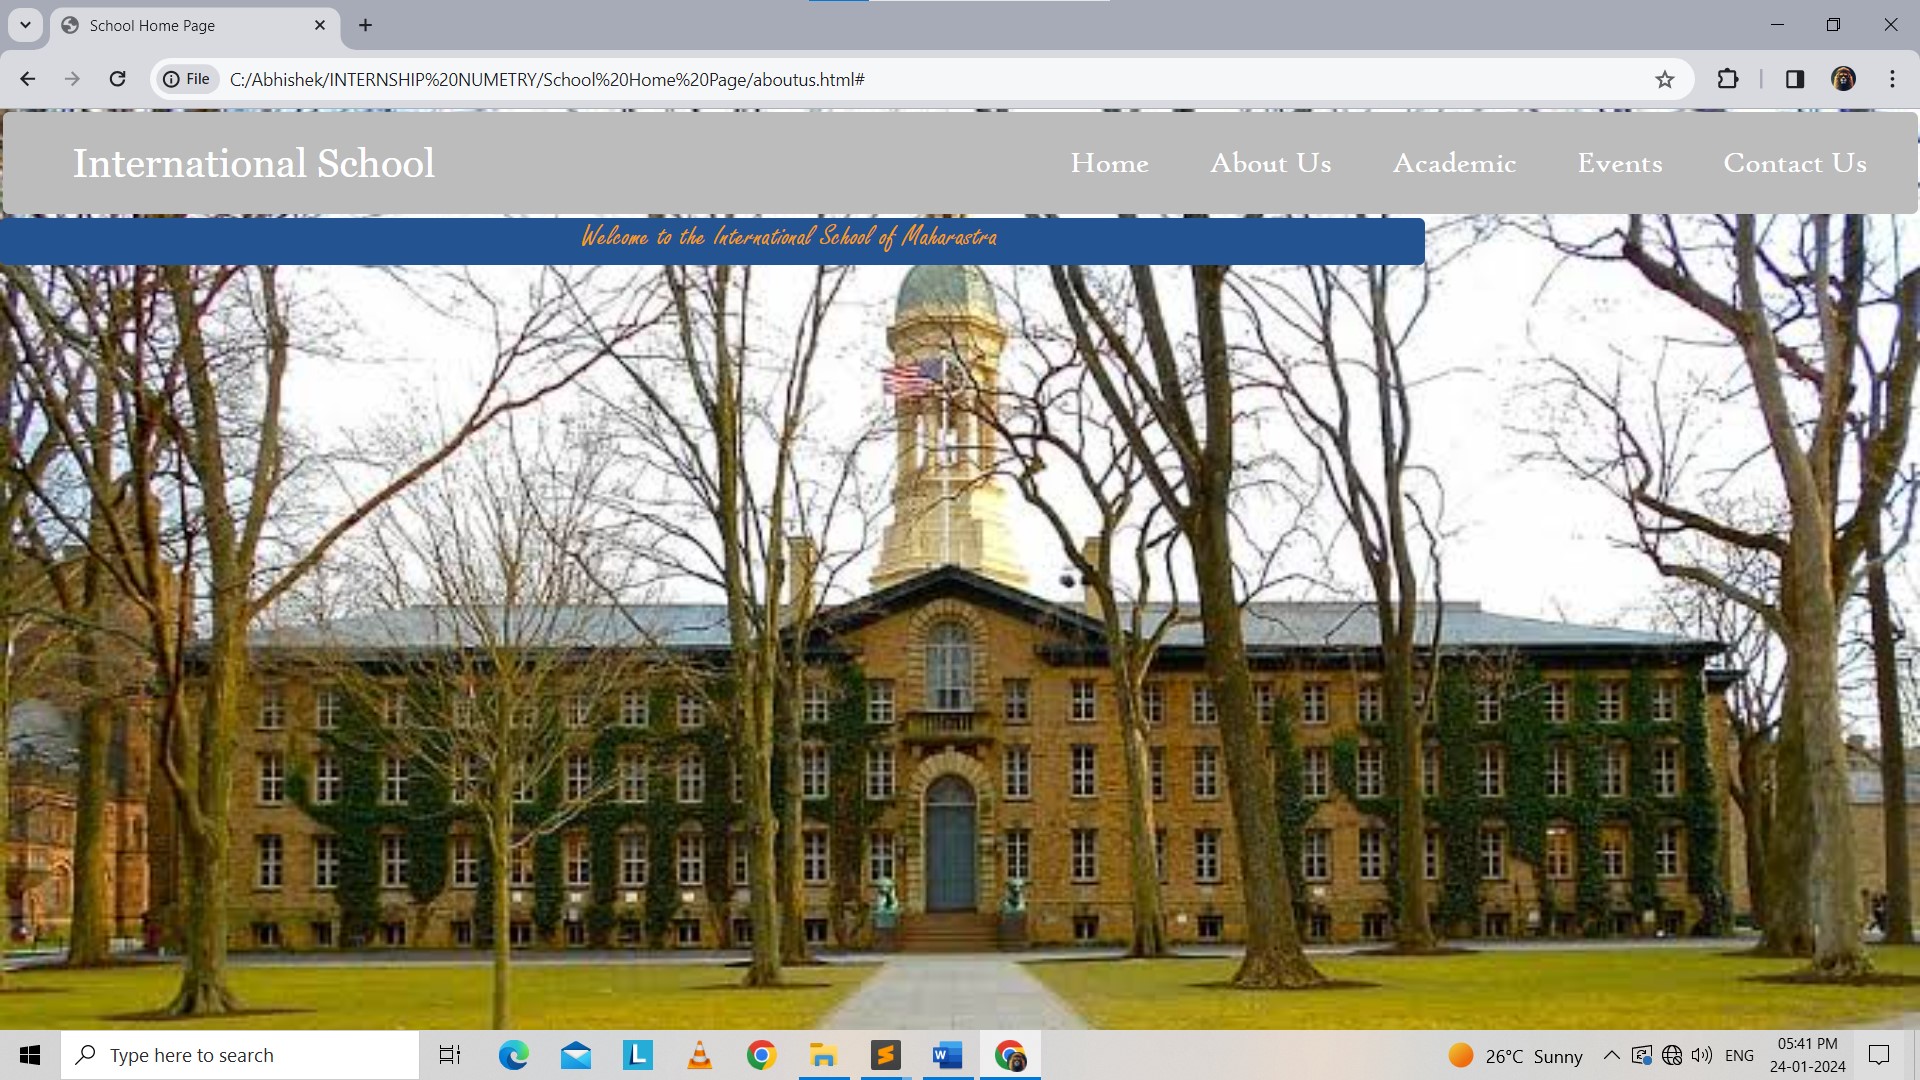 School Home Page
File C:/Abhishek/INTERNSHIP%20NUMETRY/School%20Home%20Page/aboutus.html#
International School Home About Us Academic Events Contact Us
Welcome to the International School of Maharastra
Type here to search
26°C Sunny
ENG
05:41 PM
24-01-2024